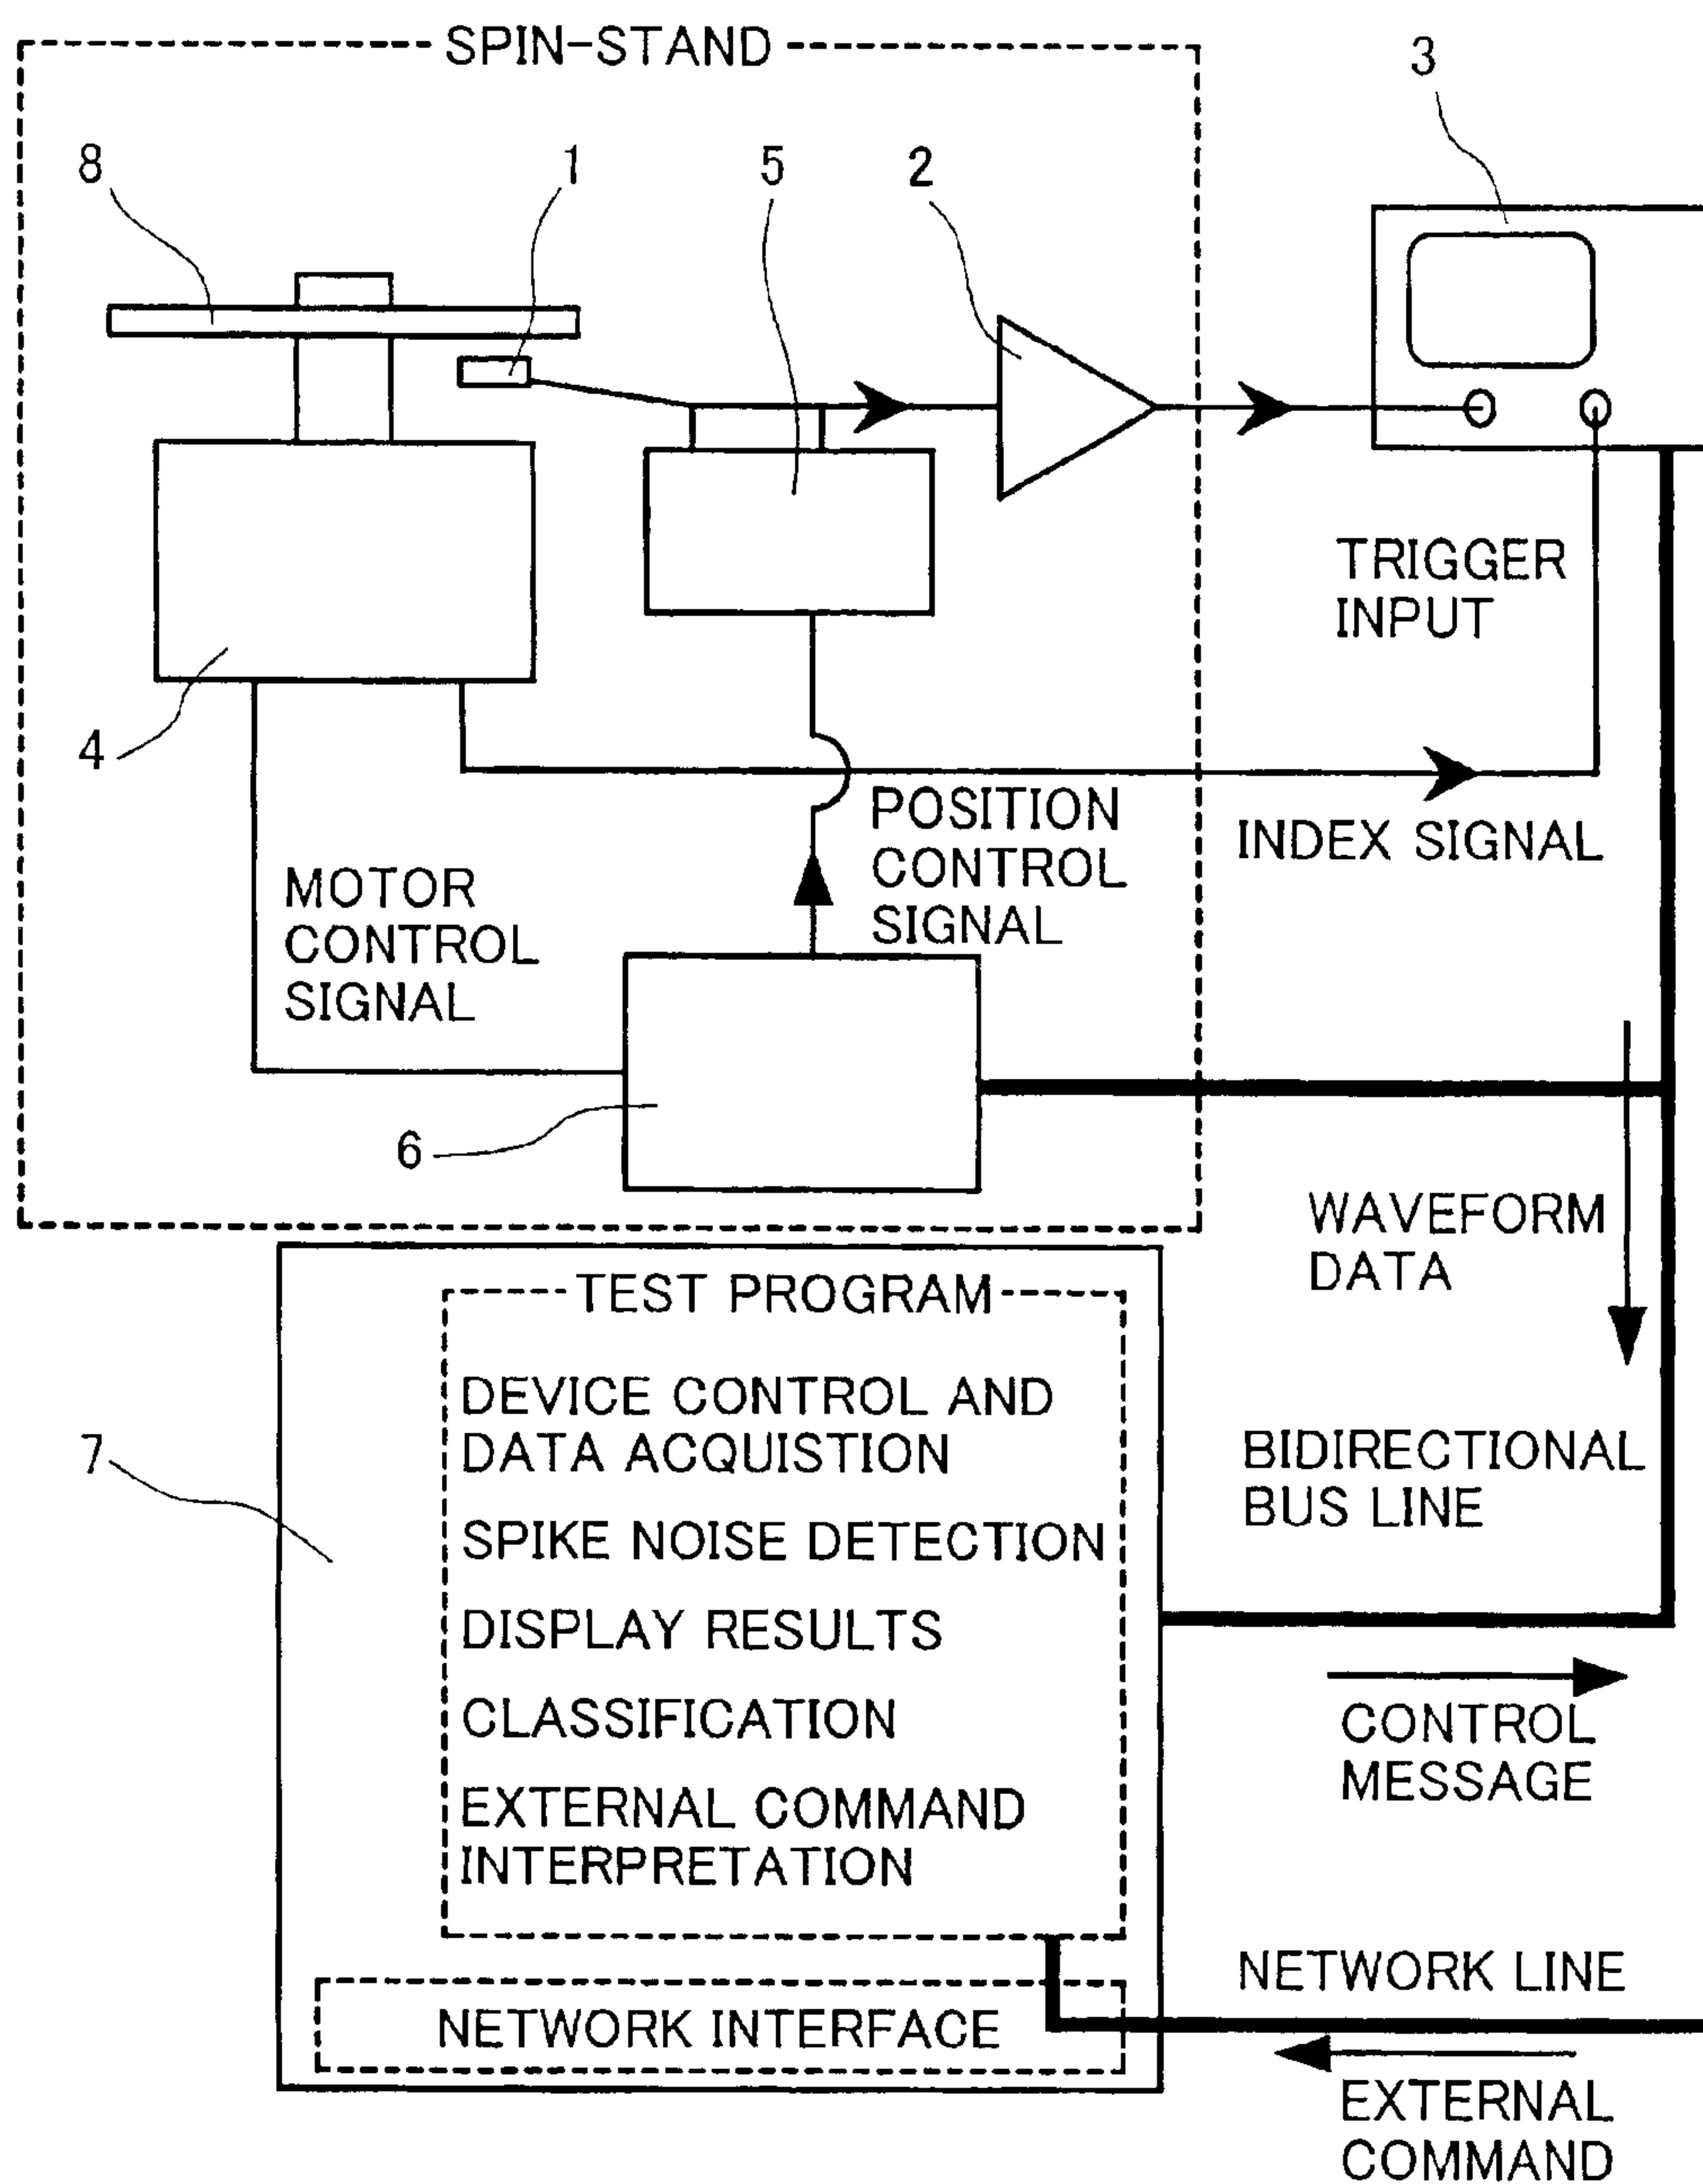 SPIN-STAND
3
8
1
5
2
TRIGGER
INPUT
4
POSITION
CONTROL
SIGNAL
INDEX SIGNAL
MOTOR
CONTROL
SIGNAL
6
WAVEFORM
DATA
TEST PROGRAM
DEVICE CONTROL AND
DATA ACQUISTION
7
BIDIRECTIONAL
BUS LINE
SPIKE NOISE DETECTION
DISPLAY RESULTS
CLASSIFICATION
CONTROL
MESSAGE
EXTERNAL COMMAND
INTERPRETATION
NETWORK LINE
NETWORK INTERFACE
EXTERNAL
COMMAND